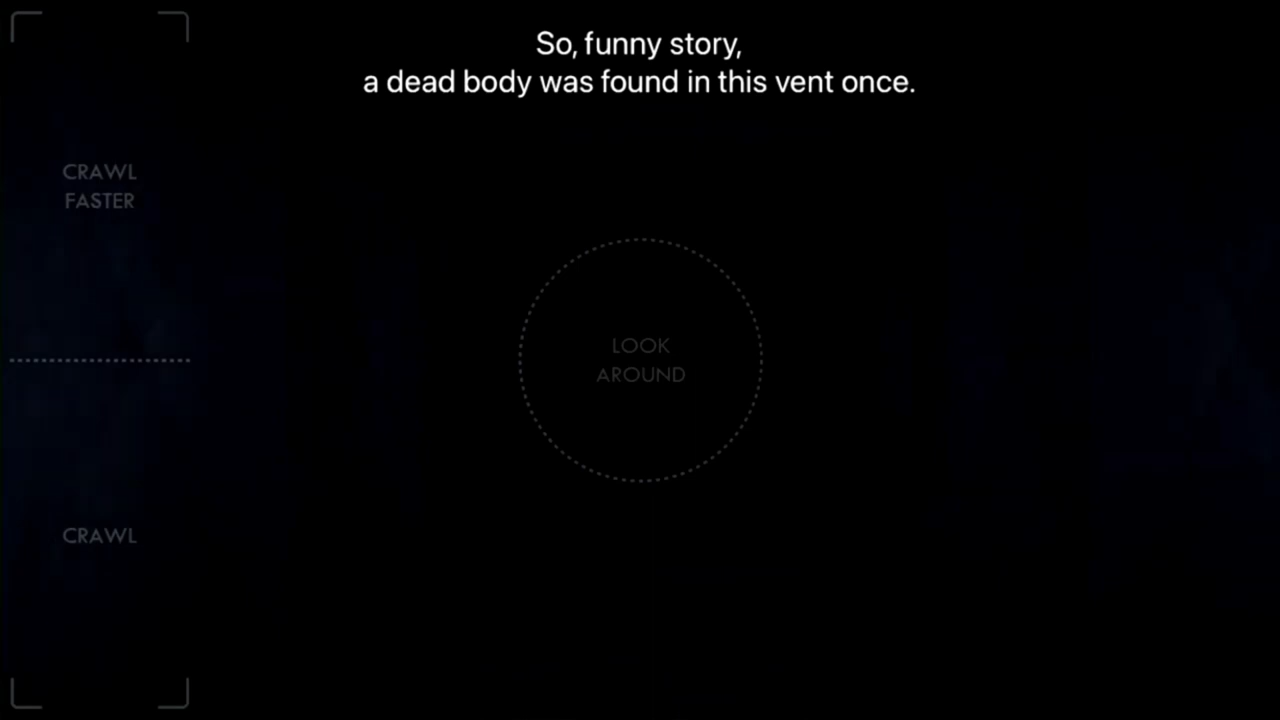 So, funny story,
a dead body was found in this vent once.
CRAWL
FASTER
LOOK
AROUND
CRAWL